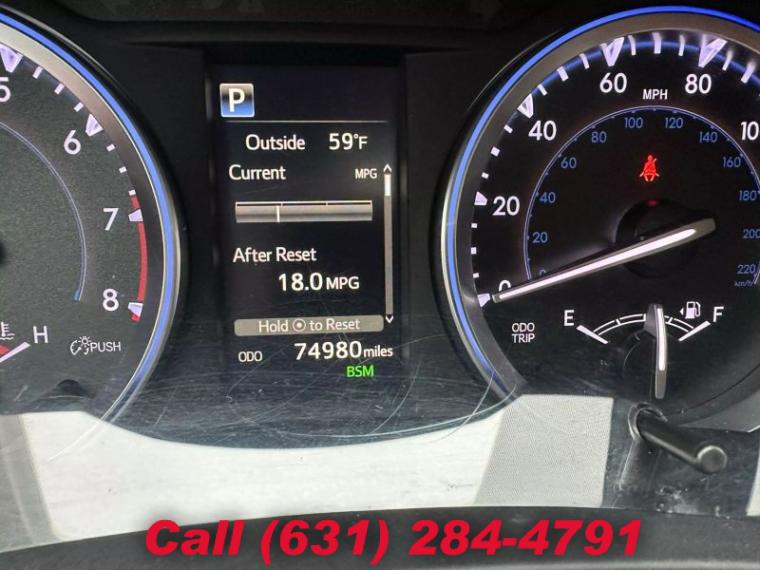 5
6
7
8
H
PUSH
P
Outside 59°F
Current MPG
After Reset
18.0 MPG
Hold to Reset
ODO 74980 miles
BSM
0
20
40
60
80
MPH
0
20
40
60
80
100
120
140
160
180
200
220
km/h
ODO
TRIP
E
F
Call (631) 284-4791